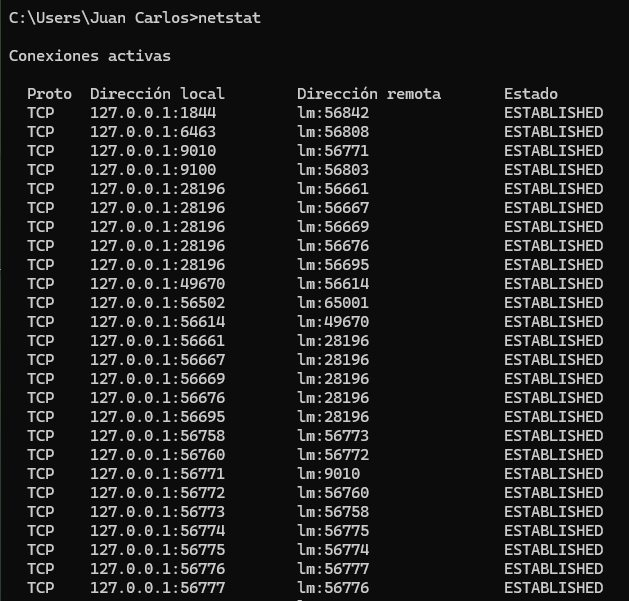 C:\Users\Juan Carlos>netstat
Conexiones activas
Proto Dirección local Dirección remota Estado
TCP 127.0.0.1:1844 lm:56842 ESTABLISHED
TCP 127.0.0.1:6463 lm:56808 ESTABLISHED
TCP 127.0.0.1:9010 lm:56771 ESTABLISHED
TCP 127.0.0.1:9100 lm:56803 ESTABLISHED
TCP 127.0.0.1:28196 lm:56661 ESTABLISHED
TCP 127.0.0.1:28196 lm:56667 ESTABLISHED
TCP 127.0.0.1:28196 lm:56669 ESTABLISHED
TCP 127.0.0.1:28196 lm:56676 ESTABLISHED
TCP 127.0.0.1:28196 lm:56695 ESTABLISHED
TCP 127.0.0.1:49670 lm:56614 ESTABLISHED
TCP 127.0.0.1:56502 lm:65001 ESTABLISHED
TCP 127.0.0.1:56614 lm:49670 ESTABLISHED
TCP 127.0.0.1:56661 lm:28196 ESTABLISHED
TCP 127.0.0.1:56667 lm:28196 ESTABLISHED
TCP 127.0.0.1:56669 lm:28196 ESTABLISHED
TCP 127.0.0.1:56676 lm:28196 ESTABLISHED
TCP 127.0.0.1:56695 lm:28196 ESTABLISHED
TCP 127.0.0.1:56758 lm:56773 ESTABLISHED
TCP 127.0.0.1:56760 lm:56772 ESTABLISHED
TCP 127.0.0.1:56771 lm:9010 ESTABLISHED
TCP 127.0.0.1:56772 lm:56760 ESTABLISHED
TCP 127.0.0.1:56773 lm:56758 ESTABLISHED
TCP 127.0.0.1:56774 lm:56775 ESTABLISHED
TCP 127.0.0.1:56775 lm:56774 ESTABLISHED
TCP 127.0.0.1:56776 lm:56777 ESTABLISHED
TCP 127.0.0.1:56777 lm:56776 ESTABLISHED